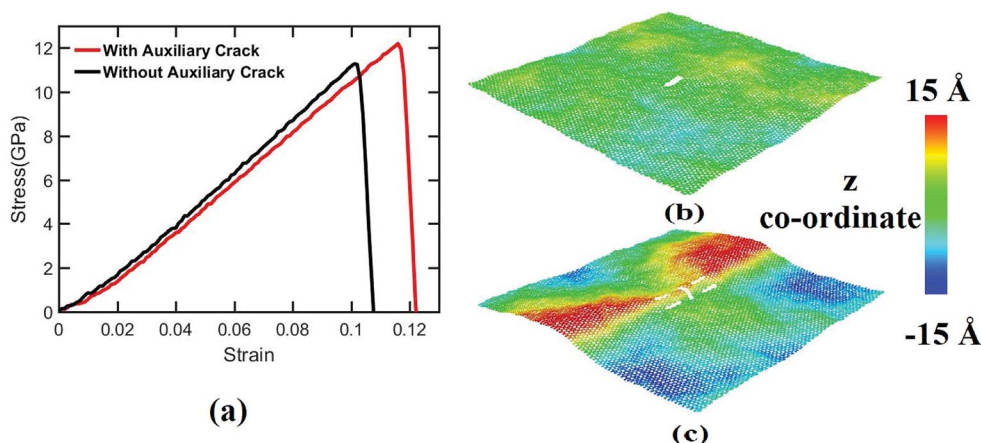 With Auxiliary Crack
Without Auxiliary Crack
12
10
8
6
4
2
0
Stress(GPa)
0
0.02
0.04
0.06
0.08
0.1
0.12
Strain
(a)
(b)
15 Å
z
co-ordinate
-15 Å
(c)